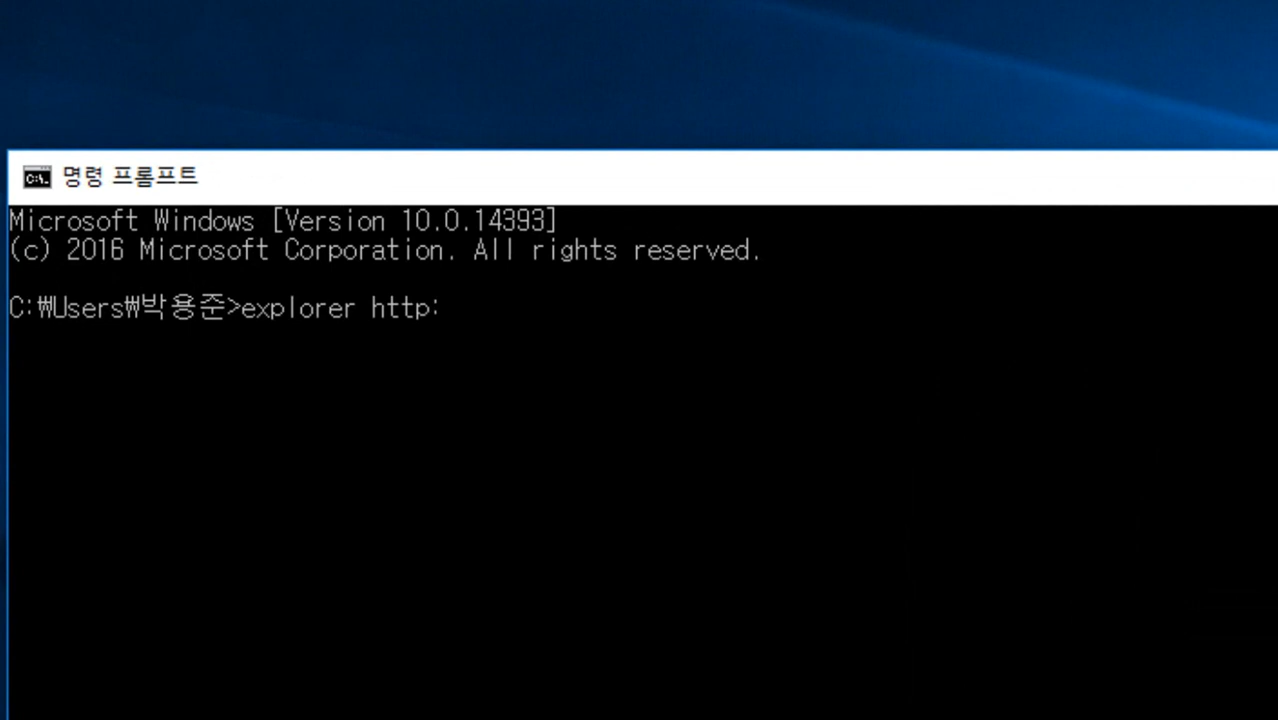 명령 프롬프트
Microsoft Windows [Version 10.0.14393]
(c) 2016 Microsoft Corporation. All rights reserved.
C:₩Users₩박용준>explorer http: